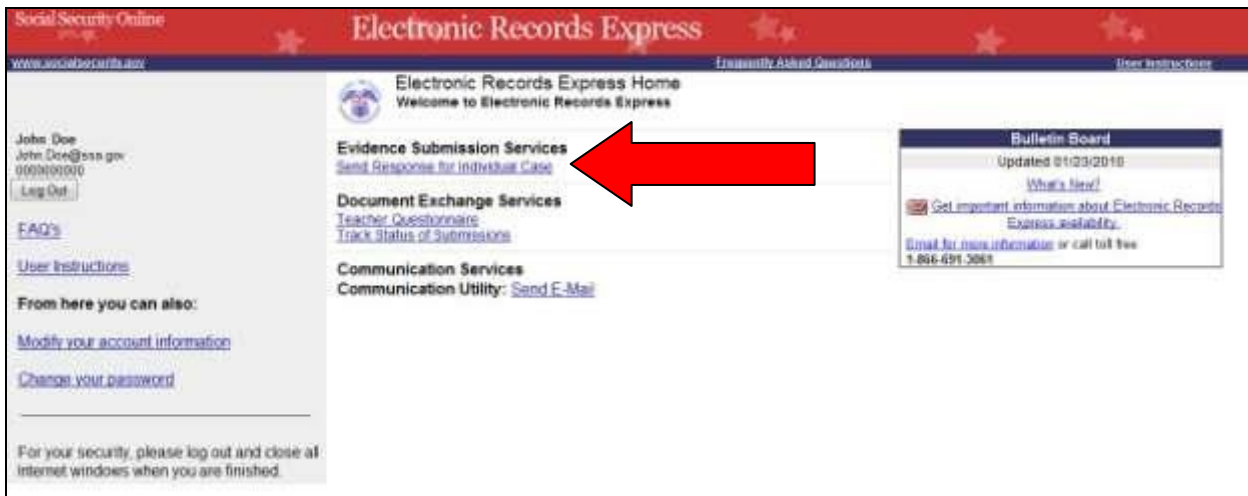 Social Security Online
Electronic Records Express
www.socialsecurity.gov
Frequently Asked Questions
User Instructions
Electronic Records Express Home
Welcome to Electronic Records Express
John Doe
John.Doe@ssa.gov
0000000000
Log Out
FAQ's
User Instructions
From here you can also:
Modify your account information
Change your password
For your security, please log out and close all
Internet windows when you are finished.
Evidence Submission Services
Send Response for Individual Case
Document Exchange Services
Teacher Questionnaire
Track Status of Submissions
Communication Services
Communication Utility: Send E-Mail
Bulletin Board
Updated 01/23/2010
What's New?
Get important information about Electronic Records
Express availability.
Email for more information or call toll free
1-866-691-3061